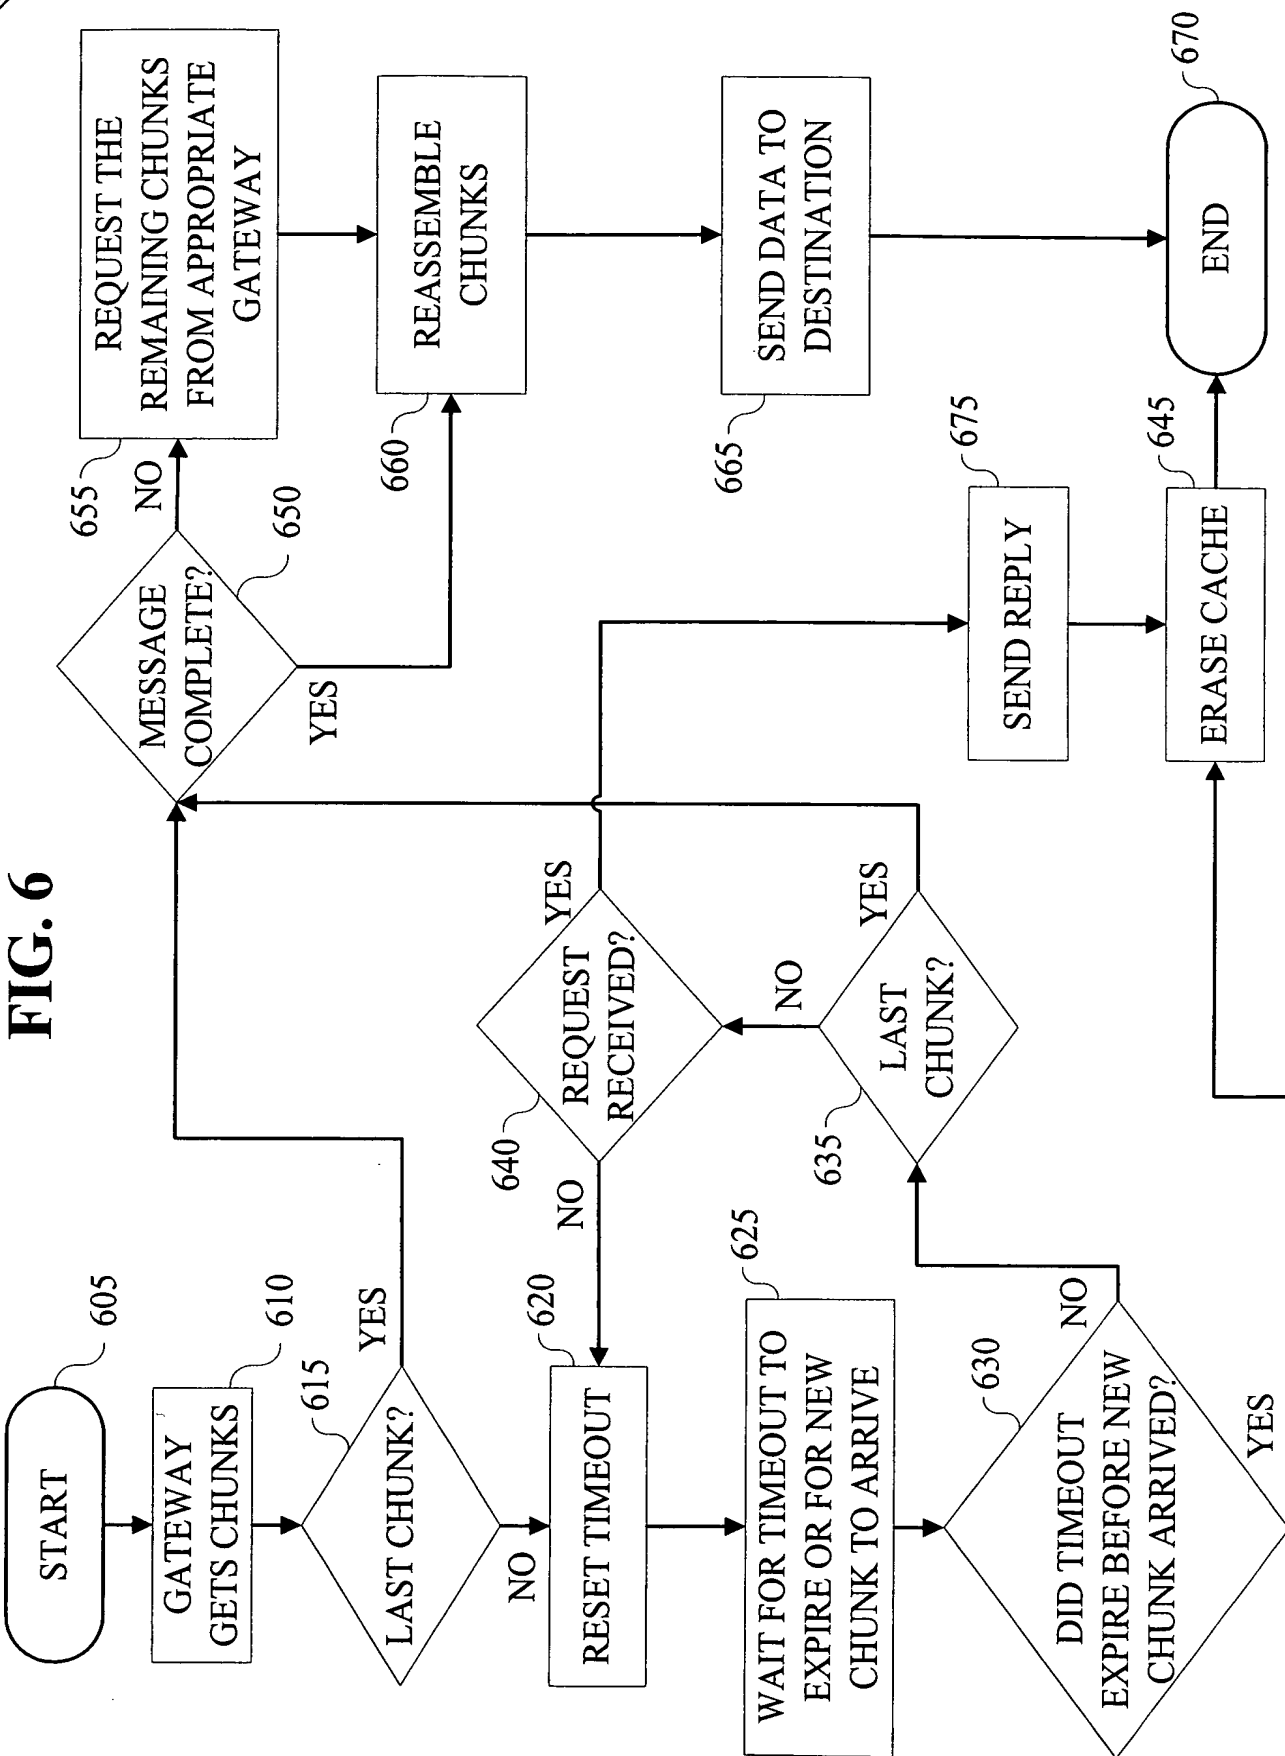 FIG. 6
START
605
GATEWAY
GETS CHUNKS
610
LAST CHUNK?
615
YES
NO
RESET TIMEOUT
620
WAIT FOR TIMEOUT TO
EXPIRE OR FOR NEW
CHUNK TO ARRIVE
625
DID TIMEOUT
EXPIRE BEFORE NEW
CHUNK ARRIVED?
630
NO
YES
LAST
CHUNK?
635
NO
YES
REQUEST
RECEIVED?
640
NO
YES
MESSAGE
COMPLETE?
650
NO
YES
REQUEST THE
REMAINING CHUNKS
FROM APPROPRIATE
GATEWAY
655
REASSEMBLE
CHUNKS
660
SEND DATA TO
DESTINATION
665
SEND REPLY
675
ERASE CACHE
645
END
670